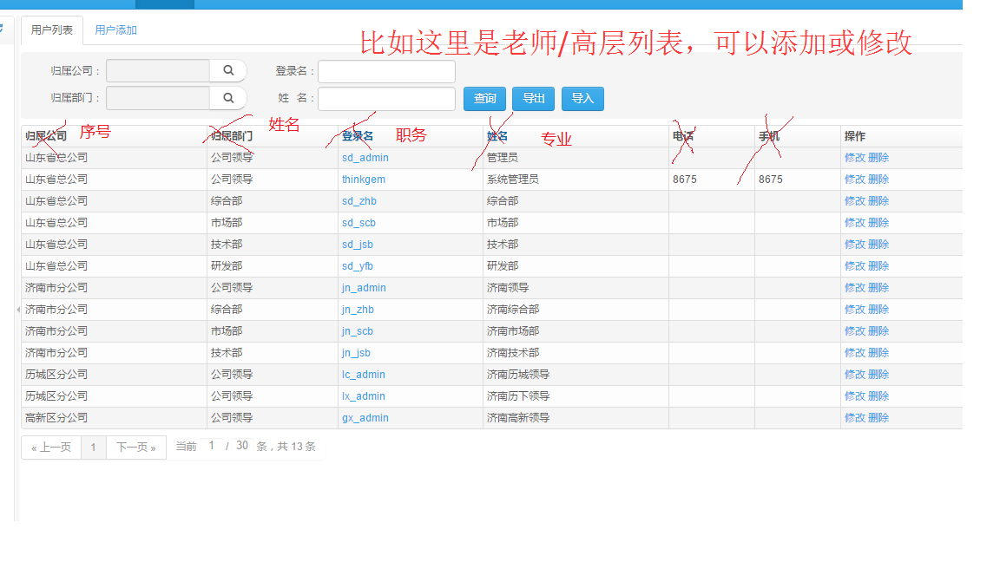 用户列表 用户添加
比如这里是老师/高层列表，可以添加或修改
归属公司： 登录名：
归属部门： 姓 名： 查询 导出 导入
序号 姓名 职务 专业
归属公司 归属部门 登录名 姓名 电话 手机 操作
山东省总公司 公司领导 sd_admin 管理员 修改 删除
山东省总公司 公司领导 thinkgem 系统管理员 8675 8675 修改 删除
山东省总公司 综合部 sd_zhb 综合部 修改 删除
山东省总公司 市场部 sd_scb 市场部 修改 删除
山东省总公司 技术部 sd_jsb 技术部 修改 删除
山东省总公司 研发部 sd_yfb 研发部 修改 删除
济南市分公司 公司领导 jn_admin 济南领导 修改 删除
济南市分公司 综合部 jn_zhb 济南综合部 修改 删除
济南市分公司 市场部 jn_scb 济南市场部 修改 删除
济南市分公司 技术部 jn_jsb 济南技术部 修改 删除
历城区分公司 公司领导 lc_admin 济南历城领导 修改 删除
历城区分公司 公司领导 lx_admin 济南历下领导 修改 删除
高新区分公司 公司领导 gx_admin 济南高新领导 修改 删除
« 上一页 1 下一页 » 当前 1 / 30 条，共 13 条